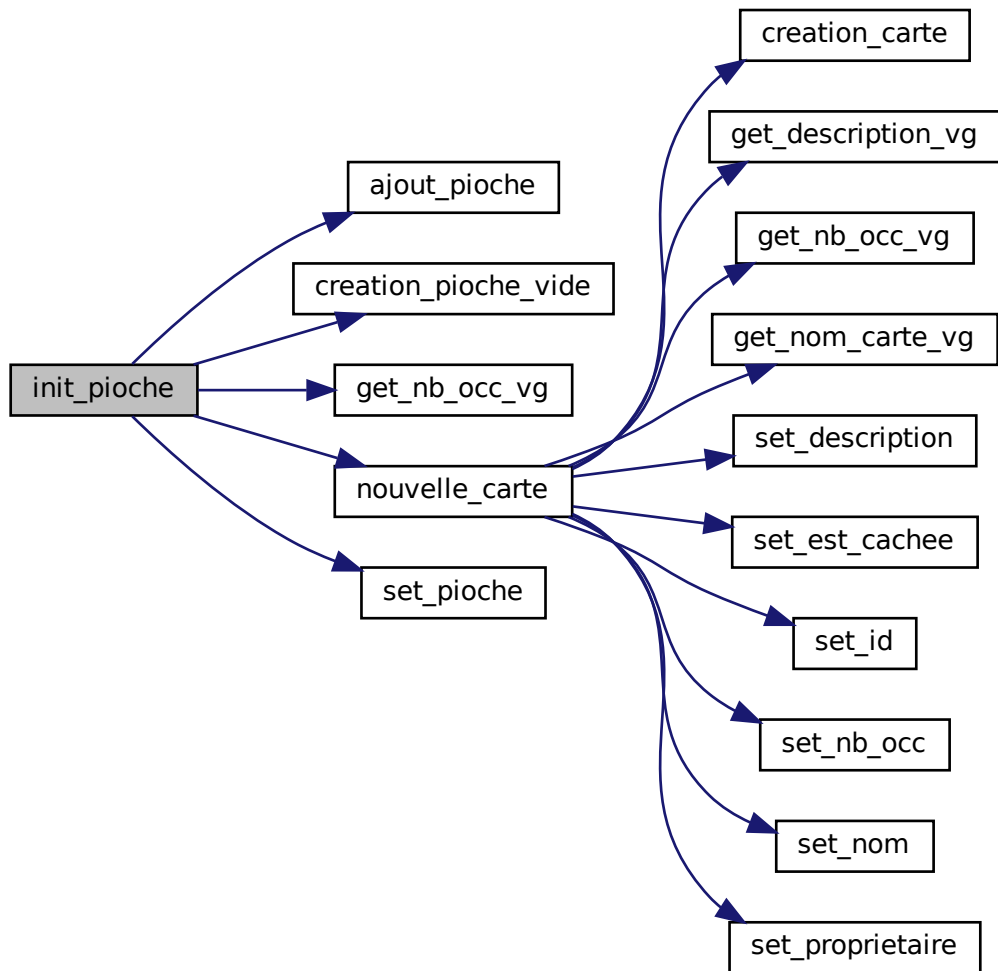 init_pioche
ajout_pioche
creation_pioche_vide
get_nb_occ_vg
nouvelle_carte
set_pioche
creation_carte
get_description_vg
get_nb_occ_vg
get_nom_carte_vg
set_description
set_est_cachee
set_id
set_nb_occ
set_nom
set_proprietaire